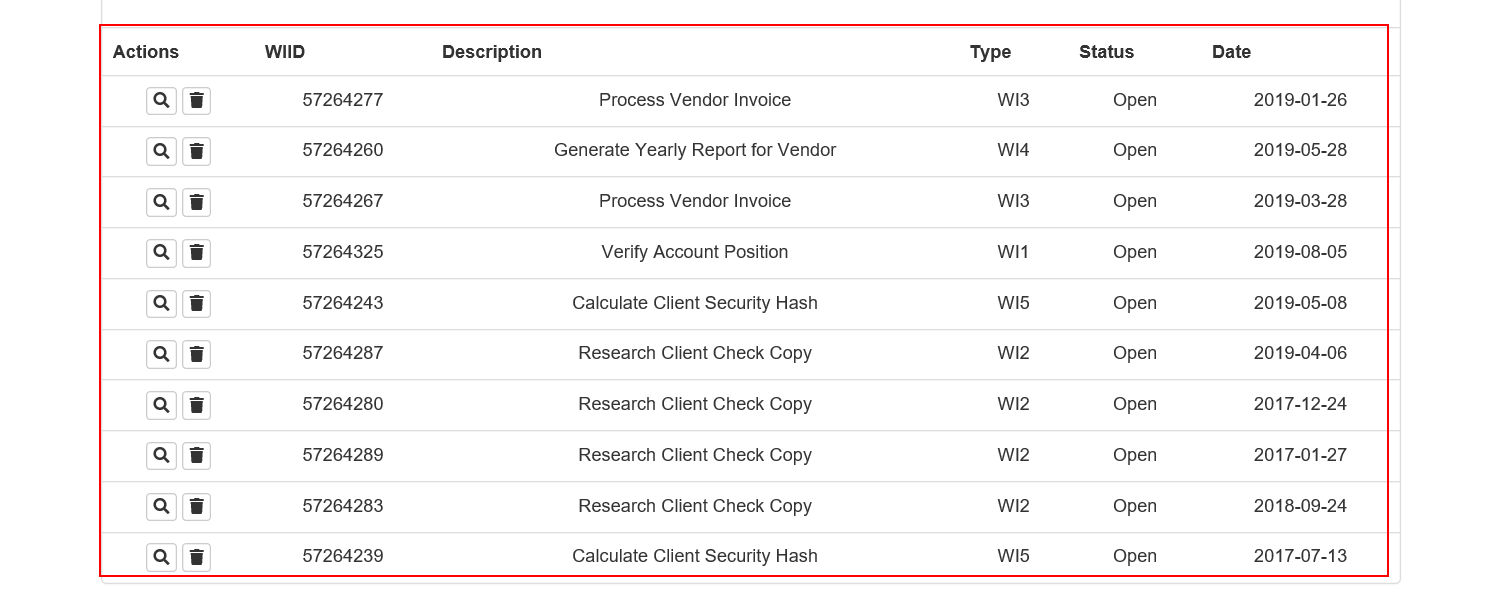 Actions WIID Description Type Status Date
57264277 Process Vendor Invoice WI3 Open 2019-01-26
57264260 Generate Yearly Report for Vendor WI4 Open 2019-05-28
57264267 Process Vendor Invoice WI3 Open 2019-03-28
57264325 Verify Account Position WI1 Open 2019-08-05
57264243 Calculate Client Security Hash WI5 Open 2019-05-08
57264287 Research Client Check Copy WI2 Open 2019-04-06
57264280 Research Client Check Copy WI2 Open 2017-12-24
57264289 Research Client Check Copy WI2 Open 2017-01-27
57264283 Research Client Check Copy WI2 Open 2018-09-24
57264239 Calculate Client Security Hash WI5 Open 2017-07-13